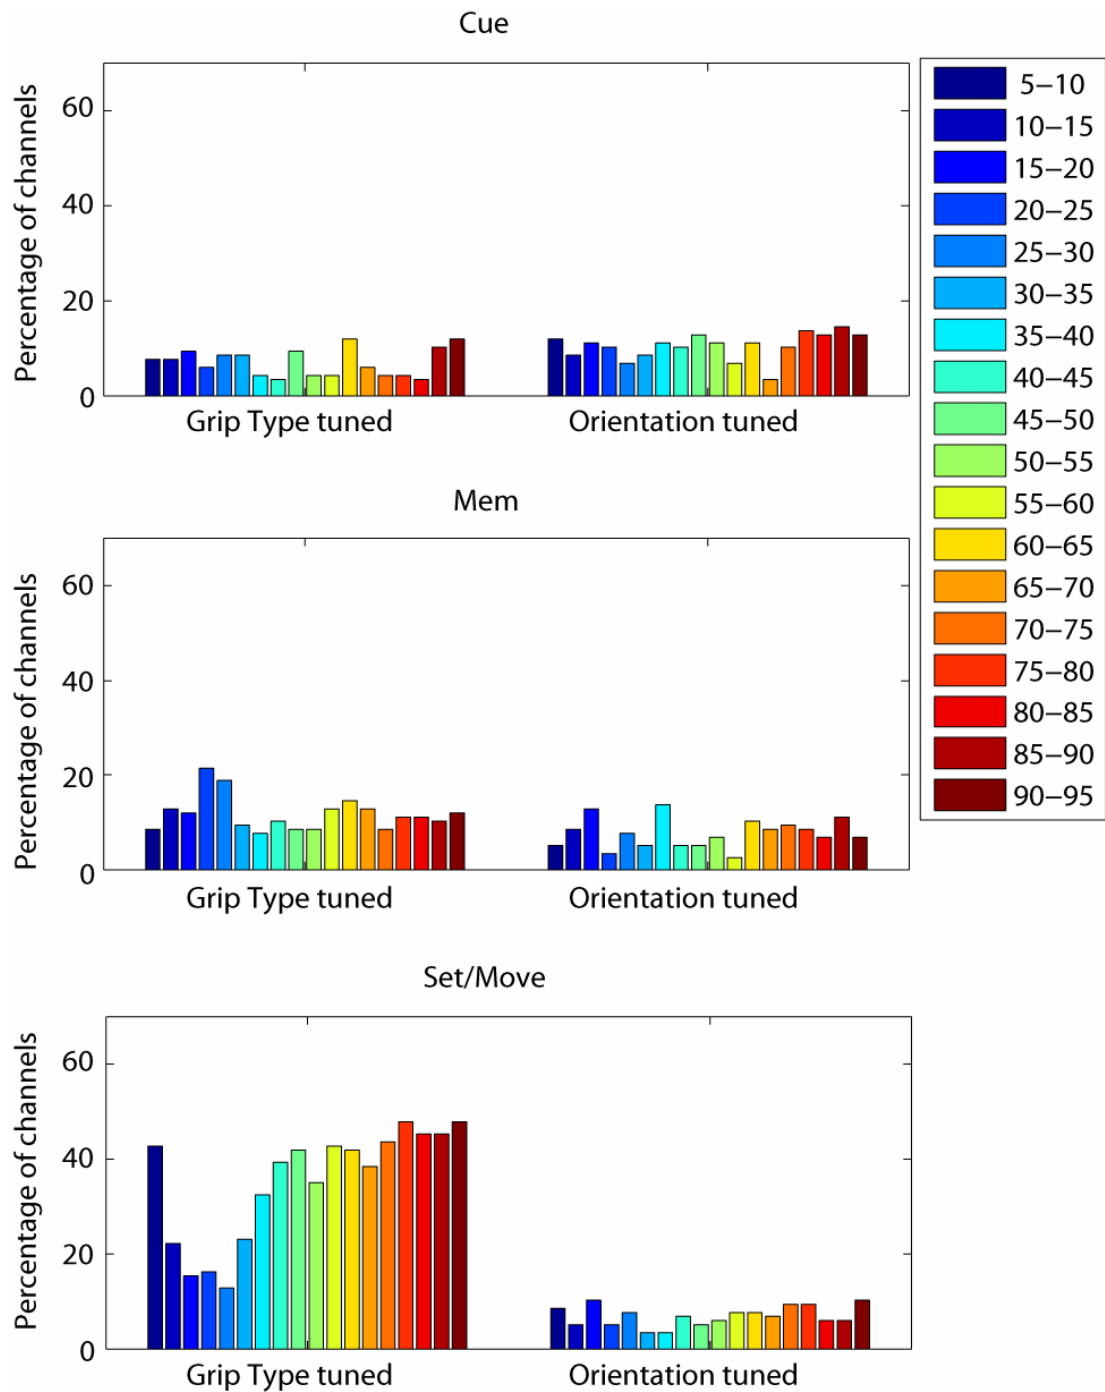 Cue
Percentage of channels
60
40
20
0
Grip Type tuned
Orientation tuned
5–10
10–15
15–20
20–25
25–30
30–35
35–40
40–45
45–50
50–55
55–60
60–65
65–70
70–75
75–80
80–85
85–90
90–95
Mem
Percentage of channels
60
40
20
0
Grip Type tuned
Orientation tuned
Set/Move
Percentage of channels
60
40
20
0
Grip Type tuned
Orientation tuned